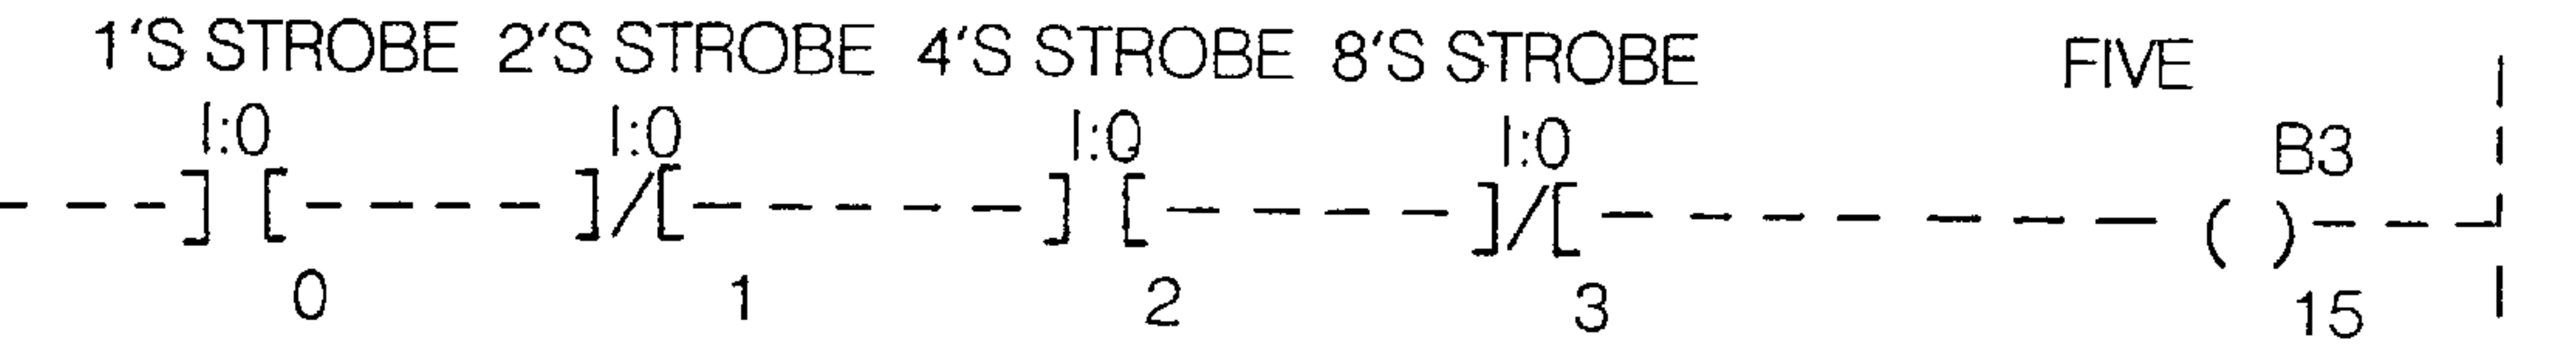 1'S STROBE 2'S STROBE 4'S STROBE 8'S STROBE FIVE
I:0 I:0 I:0 I:0 B3
] [ ]/[ ] [ ]/[ ( )
0 1 2 3 15